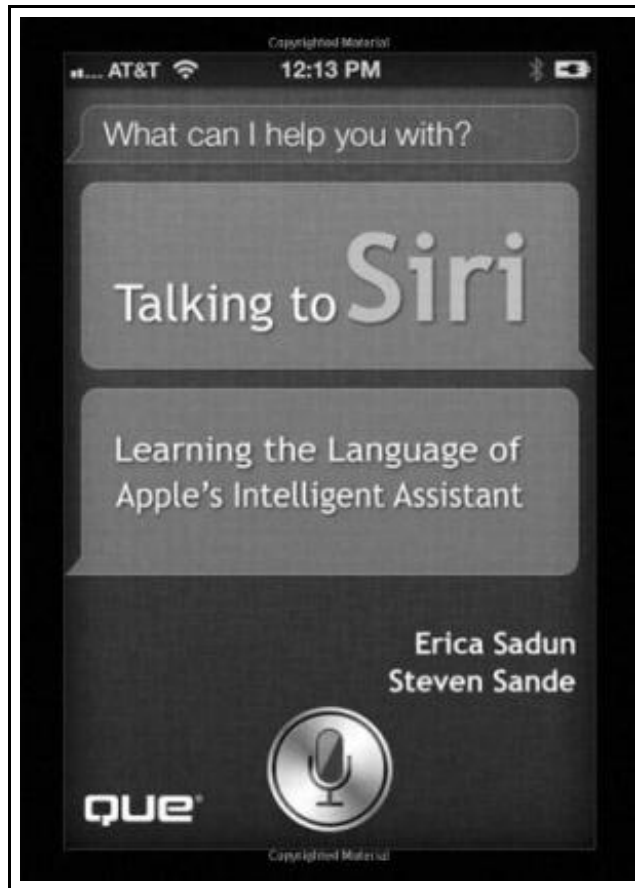 Copyrighted Material
AT&T 12:13 PM
What can I help you with?
Talking to Siri
Learning the Language of
Apple's Intelligent Assistant
Erica Sadun
Steven Sande
QUE®
Copyrighted Material